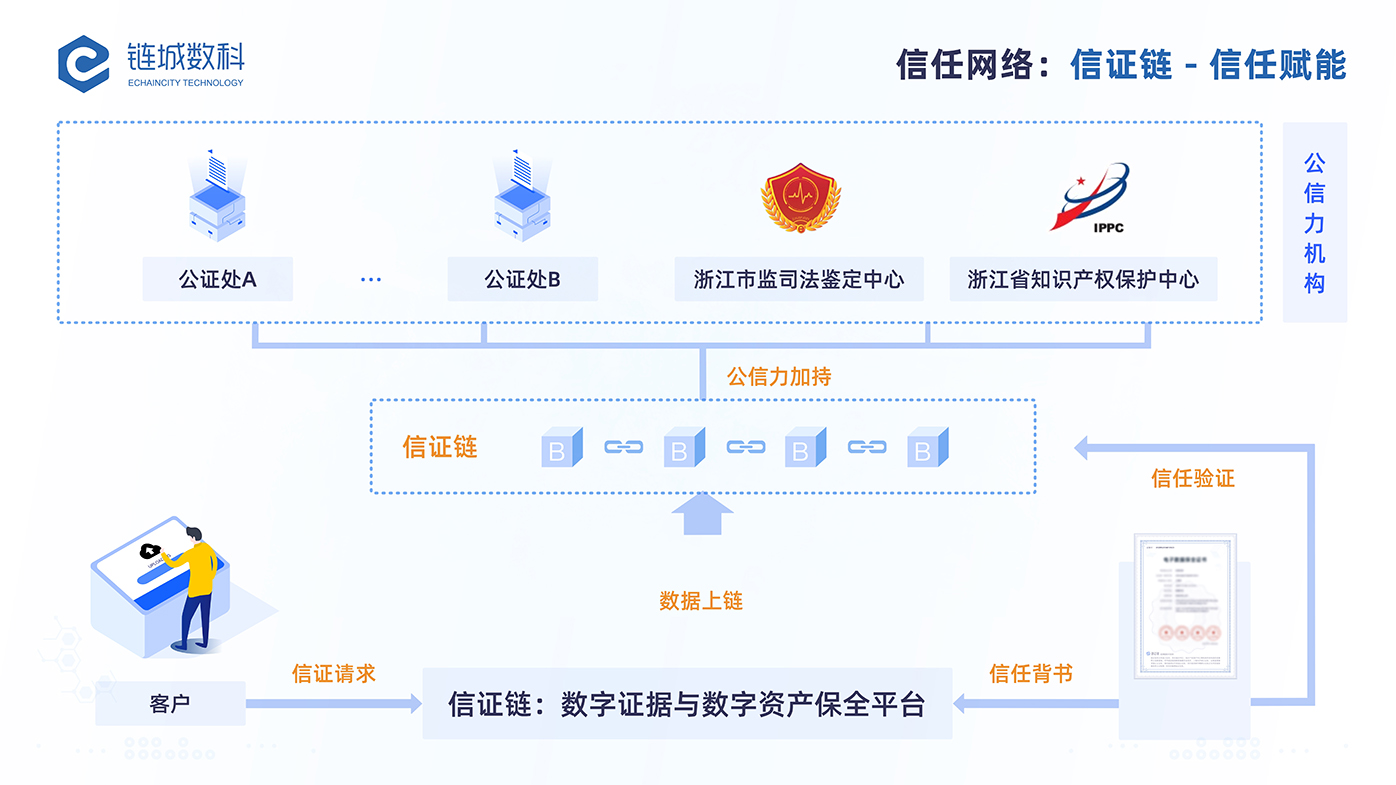 链城数科
ECHAINCITY TECHNOLOGY
信任网络：信证链 - 信任赋能
公证处A
...
公证处B
浙江市监司法鉴定中心
IPPC
浙江省知识产权保护中心
公信力机构
公信力加持
信证链
B
B
B
B
信任验证
数据上链
信证请求
信任背书
客户
信证链：数字证据与数字资产保全平台